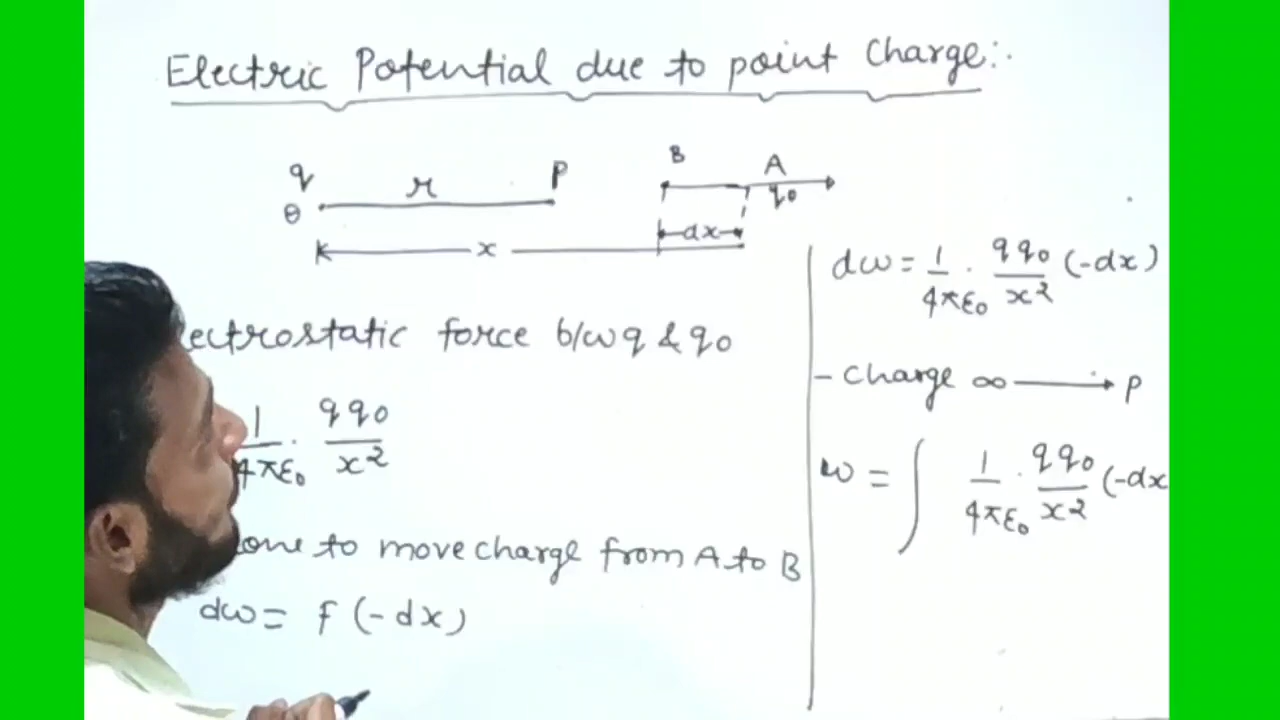 Electric Potential due to point charge:-
q r P B A
θ q₀
dx
x
ectrostatic force b/w q & q₀
1/4πε₀ . qq₀/x²
one to move charge from A to B
dw = f (-dx)
dw = 1/4πε₀ . qq₀/x² (-dx)
- charge ∞ → P
w = ∫ 1/4πε₀ . qq₀/x² (-dx